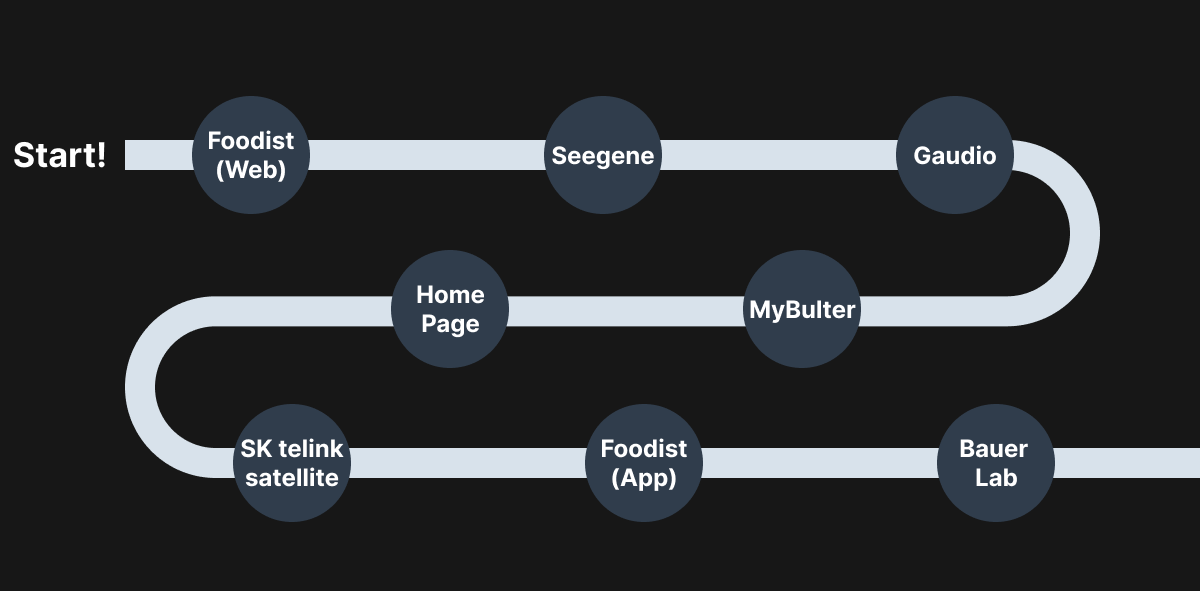 Start!
Foodist
(Web)
Seegene
Gaudio
Home
Page
MyBulter
SK telink
satellite
Foodist
(App)
Bauer
Lab